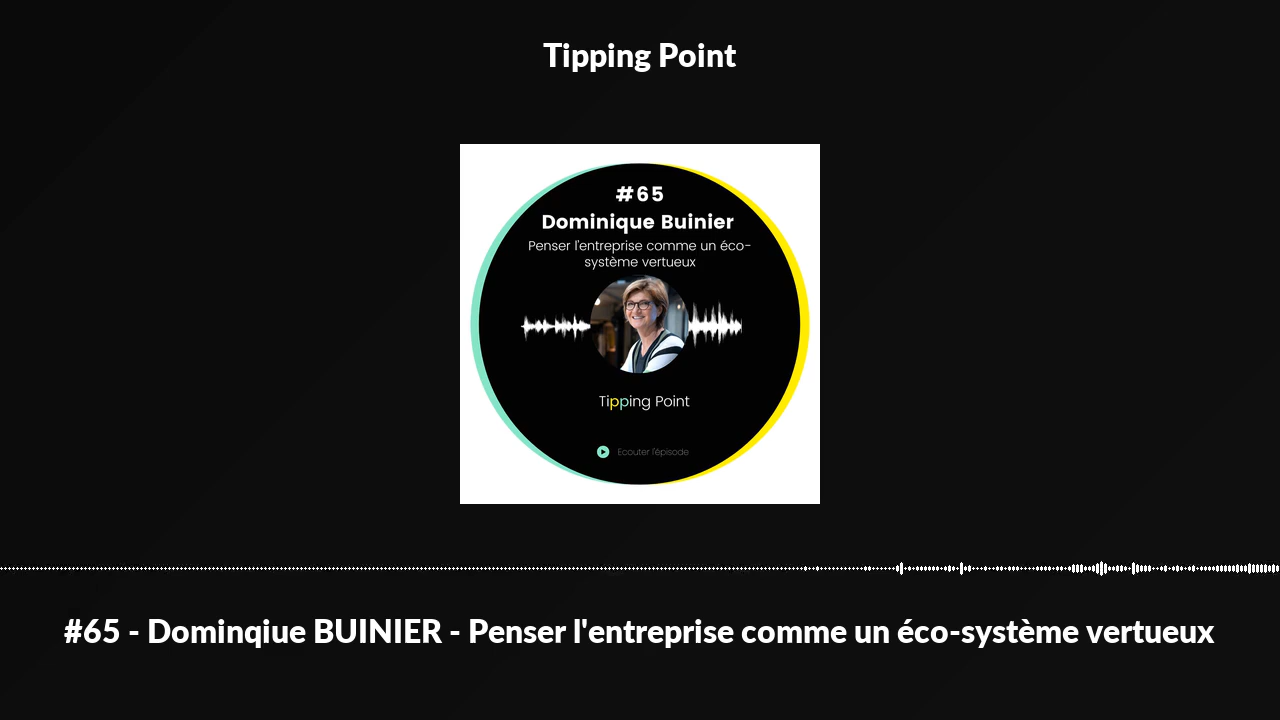 Tipping Point
#65
Dominique Buinier
Penser l'entreprise comme un éco-
système vertueux
Tipping Point
Ecouter l'épisode
#65 - Dominqiue BUINIER - Penser l'entreprise comme un éco-système vertueux